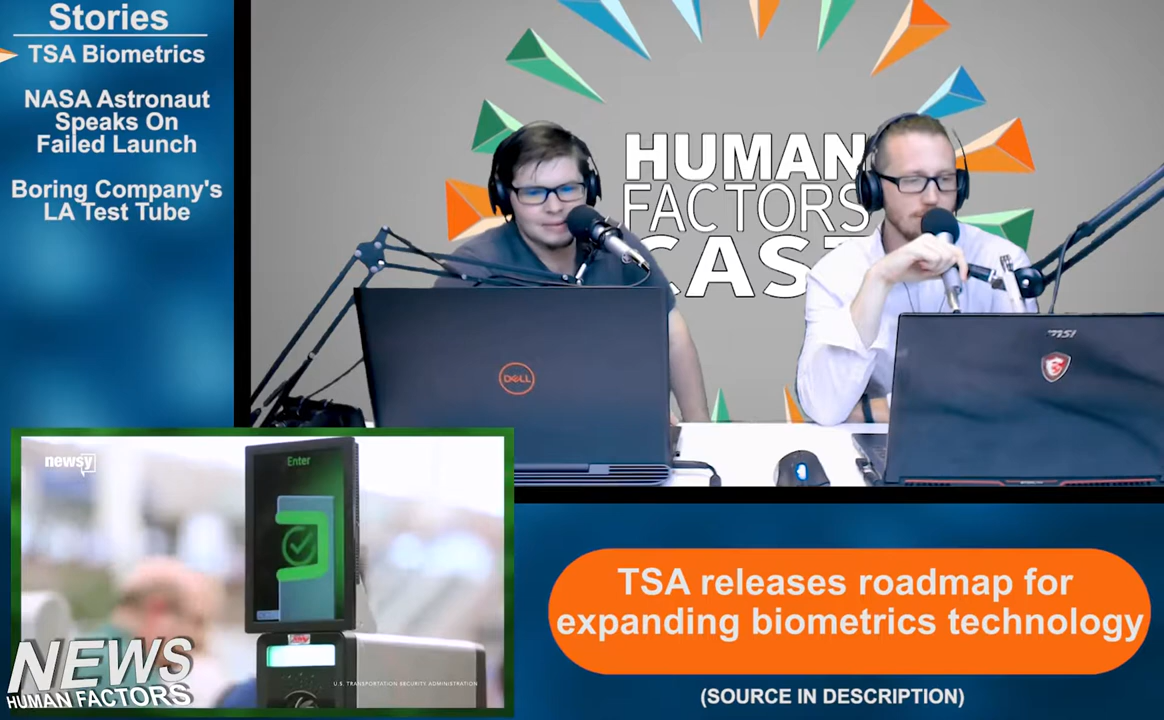 Stories
TSA Biometrics
NASA Astronaut
Speaks On
Failed Launch
Boring Company's
LA Test Tube
HUMAN
FACTORS
CAST
DELL
msi
newsy
Enter
U.S. TRANSPORTATION SECURITY ADMINISTRATION
NEWS
HUMAN FACTORS
TSA releases roadmap for
expanding biometrics technology
(SOURCE IN DESCRIPTION)